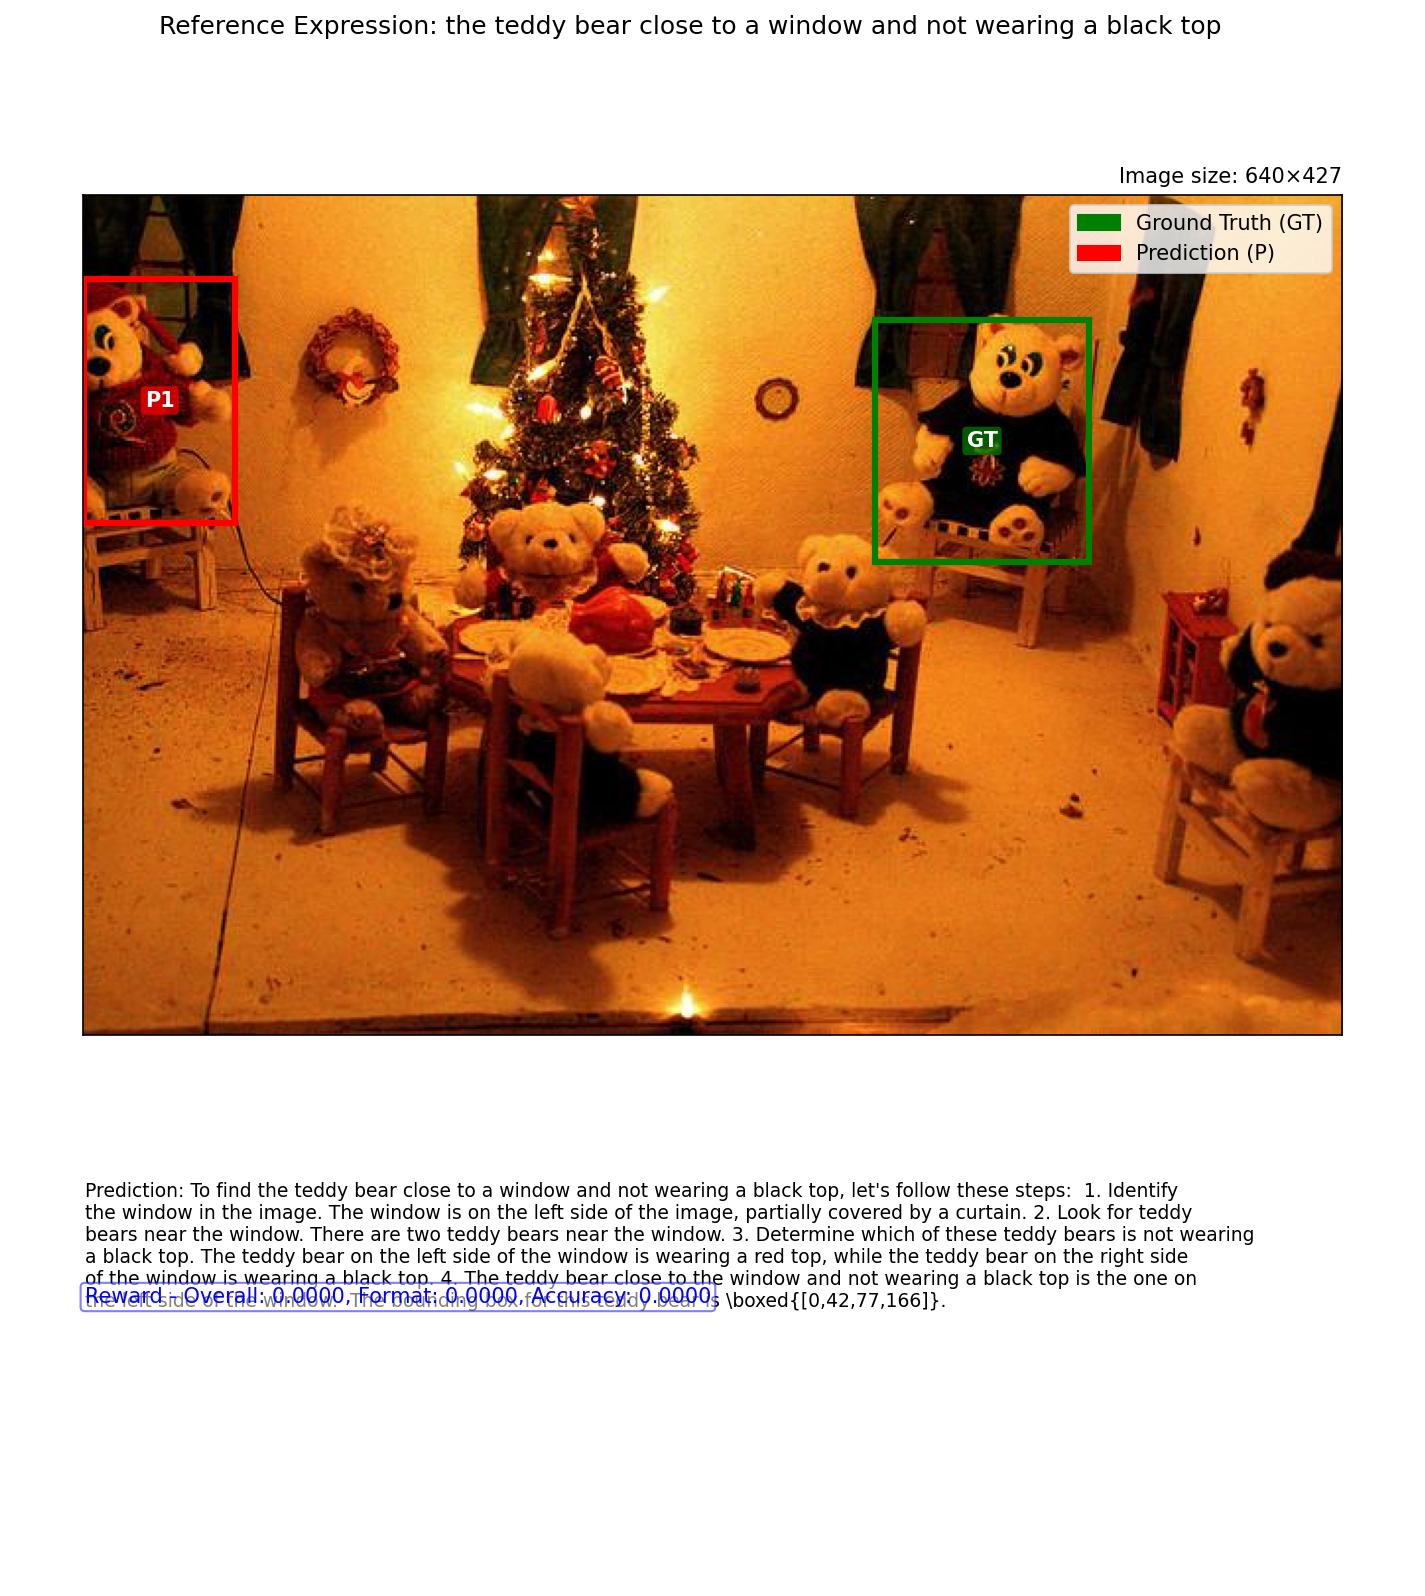 Reference Expression: the teddy bear close to a window and not wearing a black top
Image size: 640×427
Ground Truth (GT)
Prediction (P)
P1
GT
Prediction: To find the teddy bear close to a window and not wearing a black top, let's follow these steps:  1. Identify
the window in the image. The window is on the left side of the image, partially covered by a curtain. 2. Look for teddy
bears near the window. There are two teddy bears near the window. 3. Determine which of these teddy bears is not wearing
a black top. The teddy bear on the left side of the window is wearing a red top, while the teddy bear on the right side
of the window is wearing a black top. 4. The teddy bear close to the window and not wearing a black top is the one on
the left side of the window.  The bounding box for this teddy bear is \boxed{[0,42,77,166]}.
Reward - Overall: 0.0000, Format: 0.0000, Accuracy: 0.0000